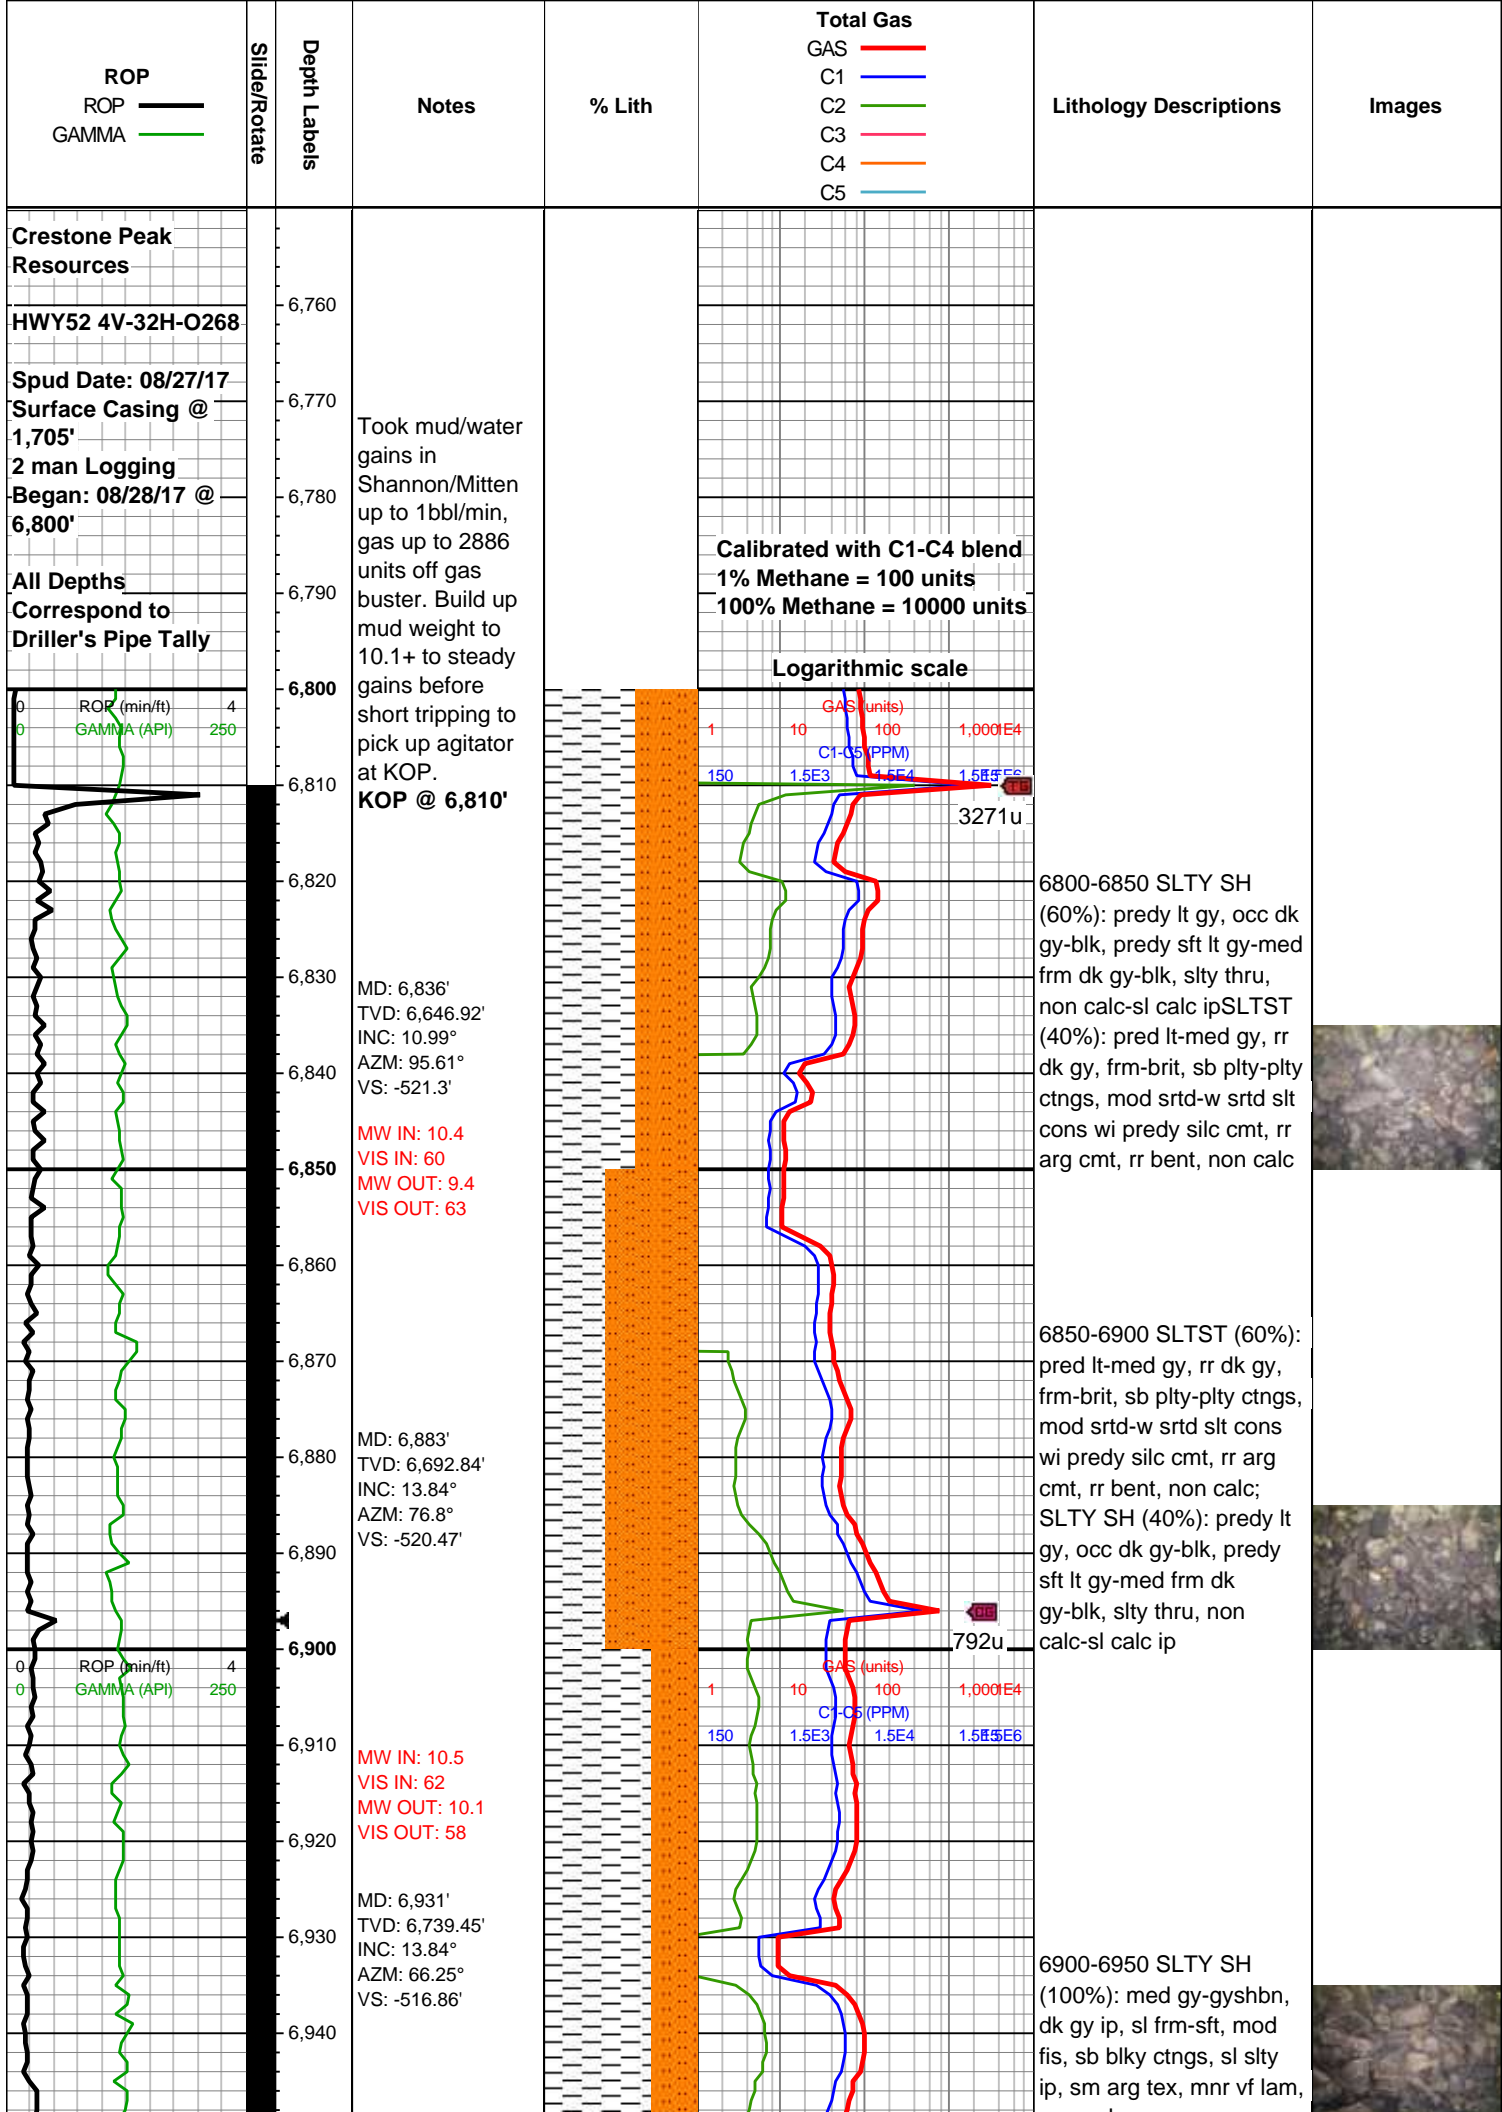 ROP
ROP
GAMMA
Slide/Rotate
Depth Labels
Notes
% Lith
Total Gas
GAS
C1
C2
C3
C4
C5
Lithology Descriptions
Images
Crestone Peak
Resources
HWY52 4V-32H-O268
Spud Date: 08/27/17
Surface Casing @
1,705'
2 man Logging
Began: 08/28/17 @
6,800'
All Depths
Correspond to
Driller's Pipe Tally
0 ROP (min/ft) 4
0 GAMMA (API) 250
0 ROP (min/ft) 4
0 GAMMA (API) 250
6,760
6,770
6,780
6,790
6,800
6,810
6,820
6,830
6,840
6,850
6,860
6,870
6,880
6,890
6,900
6,910
6,920
6,930
6,940
Took mud/water
gains in
Shannon/Mitten
up to 1bbl/min,
gas up to 2886
units off gas
buster. Build up
mud weight to
10.1+ to steady
gains before
short tripping to
pick up agitator
at KOP.
KOP @ 6,810'
MD: 6,836'
TVD: 6,646.92'
INC: 10.99°
AZM: 95.61°
VS: -521.3'
MW IN: 10.4
VIS IN: 60
MW OUT: 9.4
VIS OUT: 63
MD: 6,883'
TVD: 6,692.84'
INC: 13.84°
AZM: 76.8°
VS: -520.47'
MW IN: 10.5
VIS IN: 62
MW OUT: 10.1
VIS OUT: 58
MD: 6,931'
TVD: 6,739.45'
INC: 13.84°
AZM: 66.25°
VS: -516.86'
Calibrated with C1-C4 blend
1% Methane = 100 units
100% Methane = 10000 units
Logarithmic scale
GAS (units)
1 10 100 1,000 1E4
C1-C5 (PPM)
150 1.5E3 1.5E4 1.5E5 1.5E6
TG
3271u
DG
792u
GAS (units)
1 10 100 1,000 1E4
C1-C5 (PPM)
150 1.5E3 1.5E4 1.5E5 1.5E6
6800-6850 SLTY SH
(60%): predy lt gy, occ dk
gy-blk, predy sft lt gy-med
frm dk gy-blk, slty thru,
non calc-sl calc ipSLTST
(40%): pred lt-med gy, rr
dk gy, frm-brit, sb plty-plty
ctngs, mod srtd-w srtd slt
cons wi predy silc cmt, rr
arg cmt, rr bent, non calc
6850-6900 SLTST (60%):
pred lt-med gy, rr dk gy,
frm-brit, sb plty-plty ctngs,
mod srtd-w srtd slt cons
wi predy silc cmt, rr arg
cmt, rr bent, non calc;
SLTY SH (40%): predy lt
gy, occ dk gy-blk, predy
sft lt gy-med frm dk
gy-blk, slty thru, non
calc-sl calc ip
6900-6950 SLTY SH
(100%): med gy-gyshbn,
dk gy ip, sl frm-sft, mod
fis, sb blky ctngs, sl slty
ip, sm arg tex, mnr vf lam,